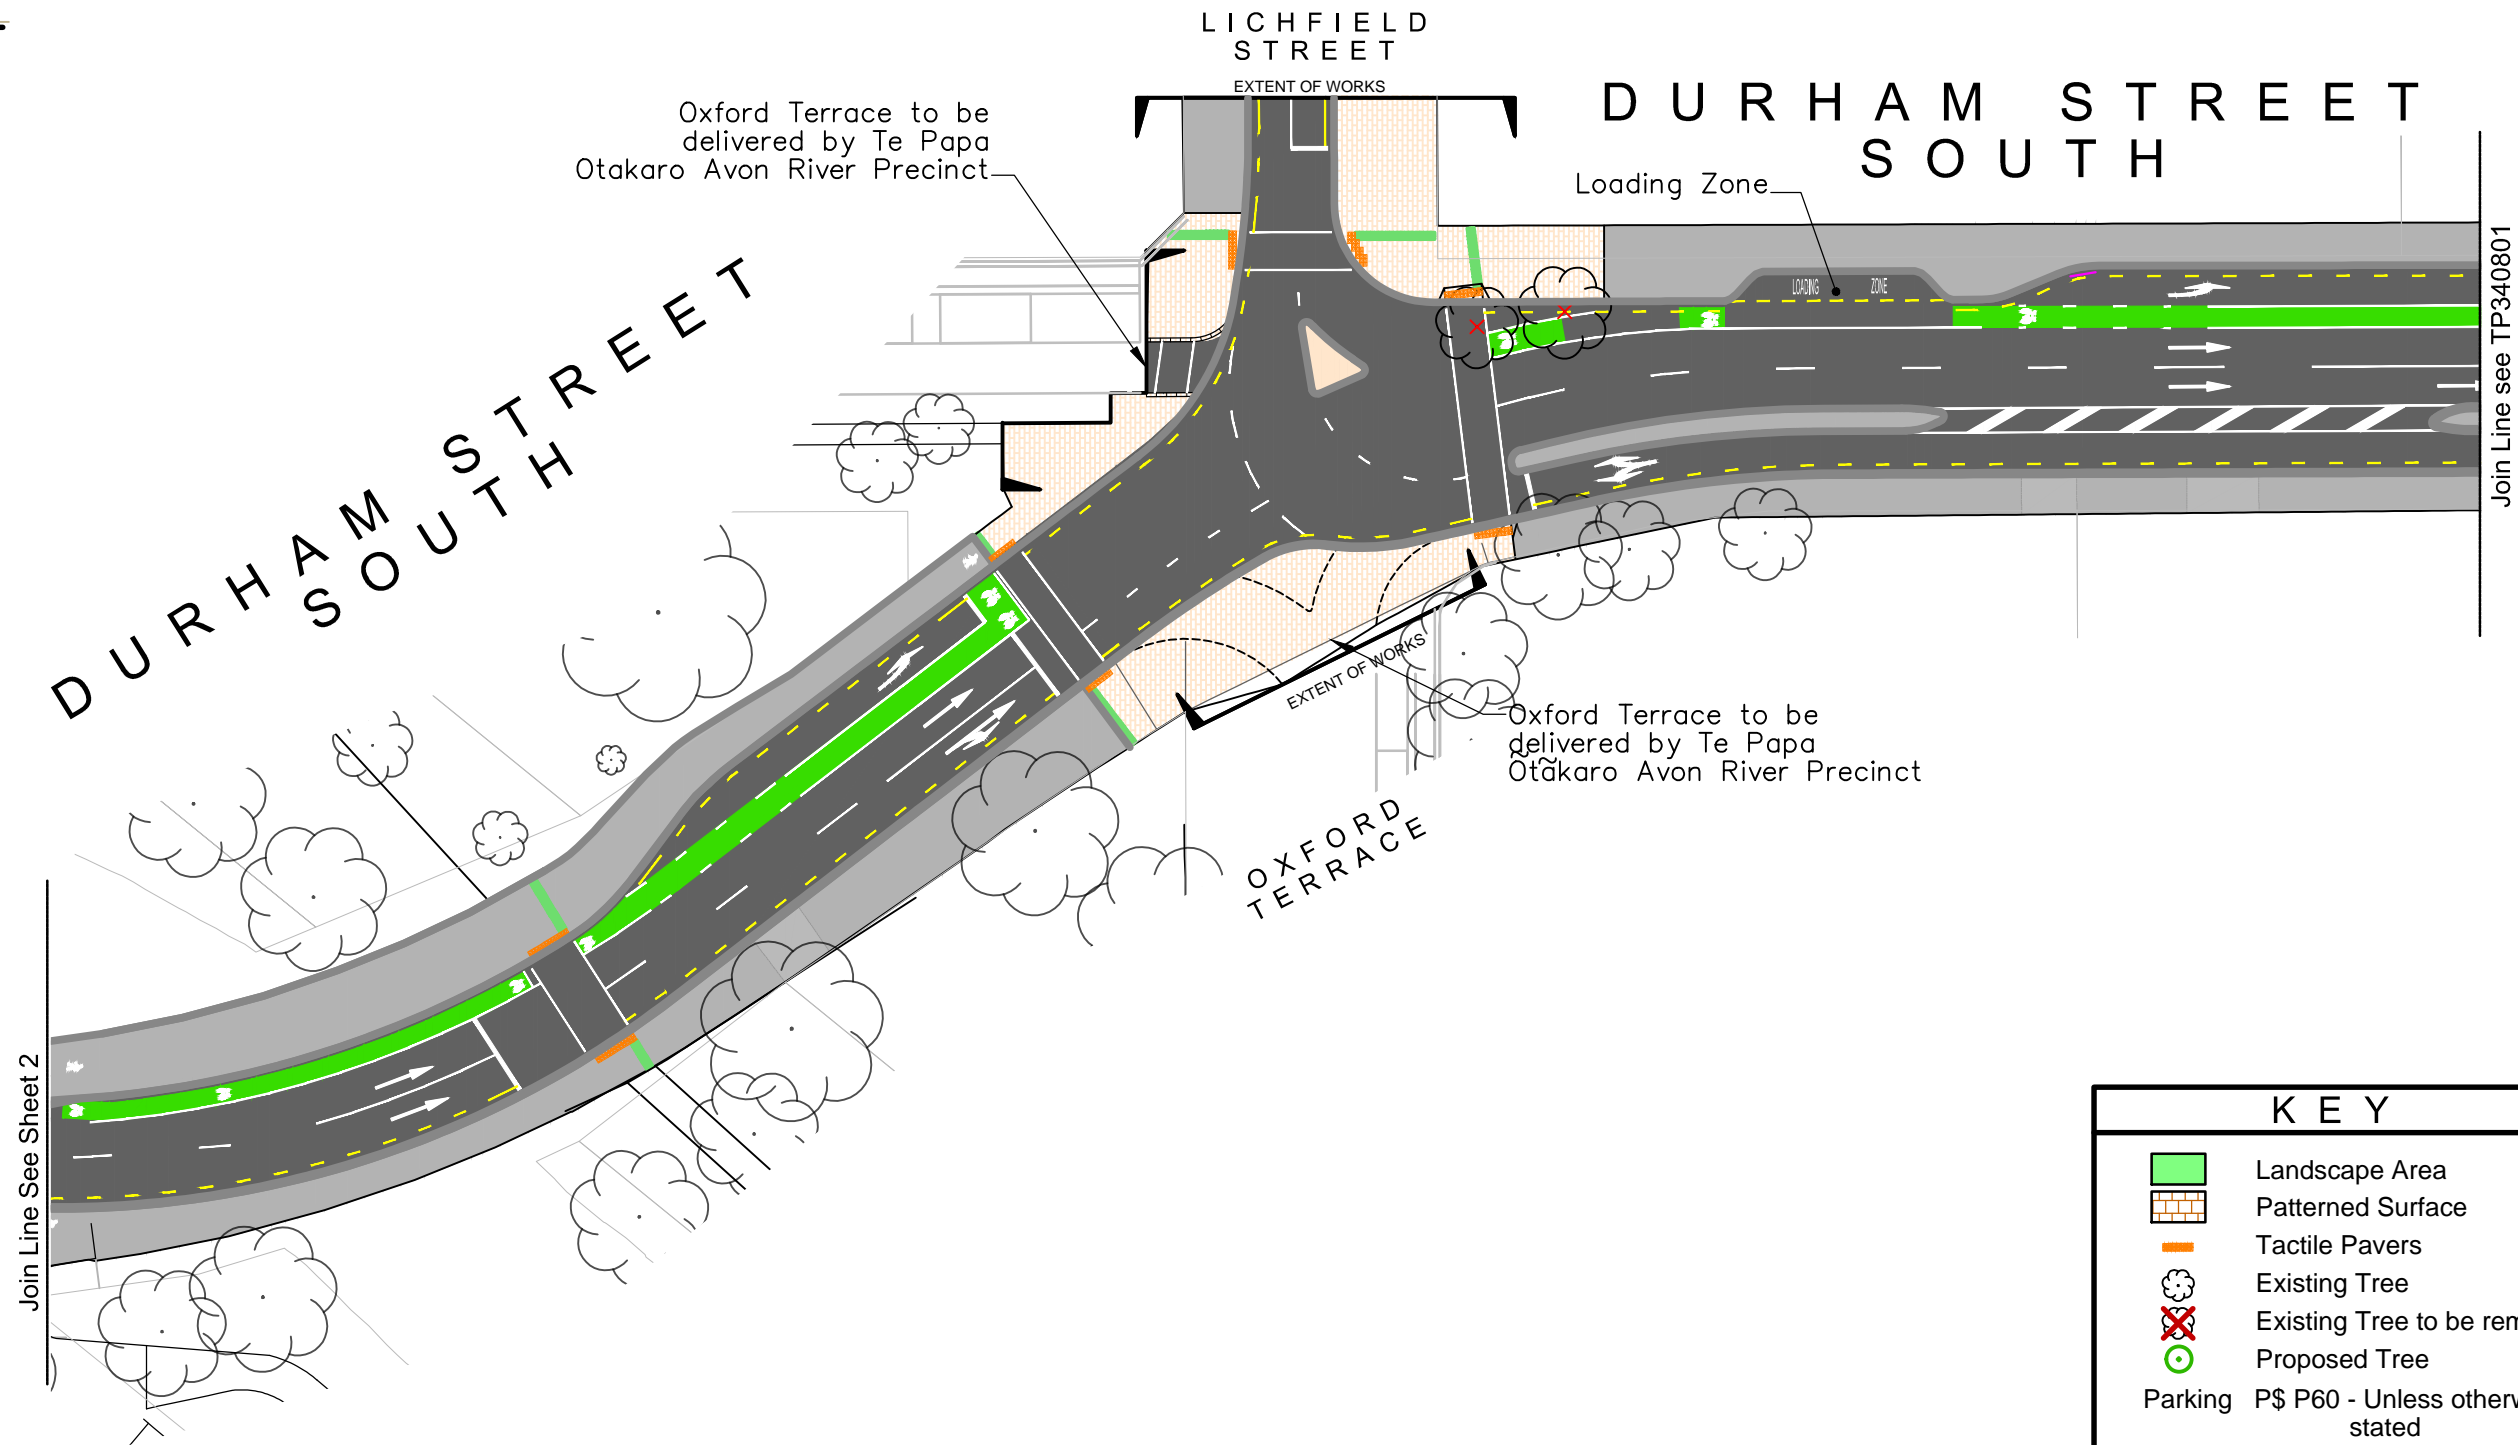 LICHFIELD
STREET
EXTENT OF WORKS
Oxford Terrace to be
delivered by Te Papa
Otakaro Avon River Precinct
DURHAM STREET
SOUTH
Loading Zone
LOADING ZONE
Join Line see TP340801
DURHAM STREET
SOUTH
EXTENT OF WORKS
Oxford Terrace to be
delivered by Te Papa
Ōtākaro Avon River Precinct
OXFORD
TERRACE
Join Line See Sheet 2
KEY
Landscape Area
Patterned Surface
Tactile Pavers
Existing Tree
Existing Tree to be rem
Proposed Tree
Parking P$ P60 - Unless otherw
stated